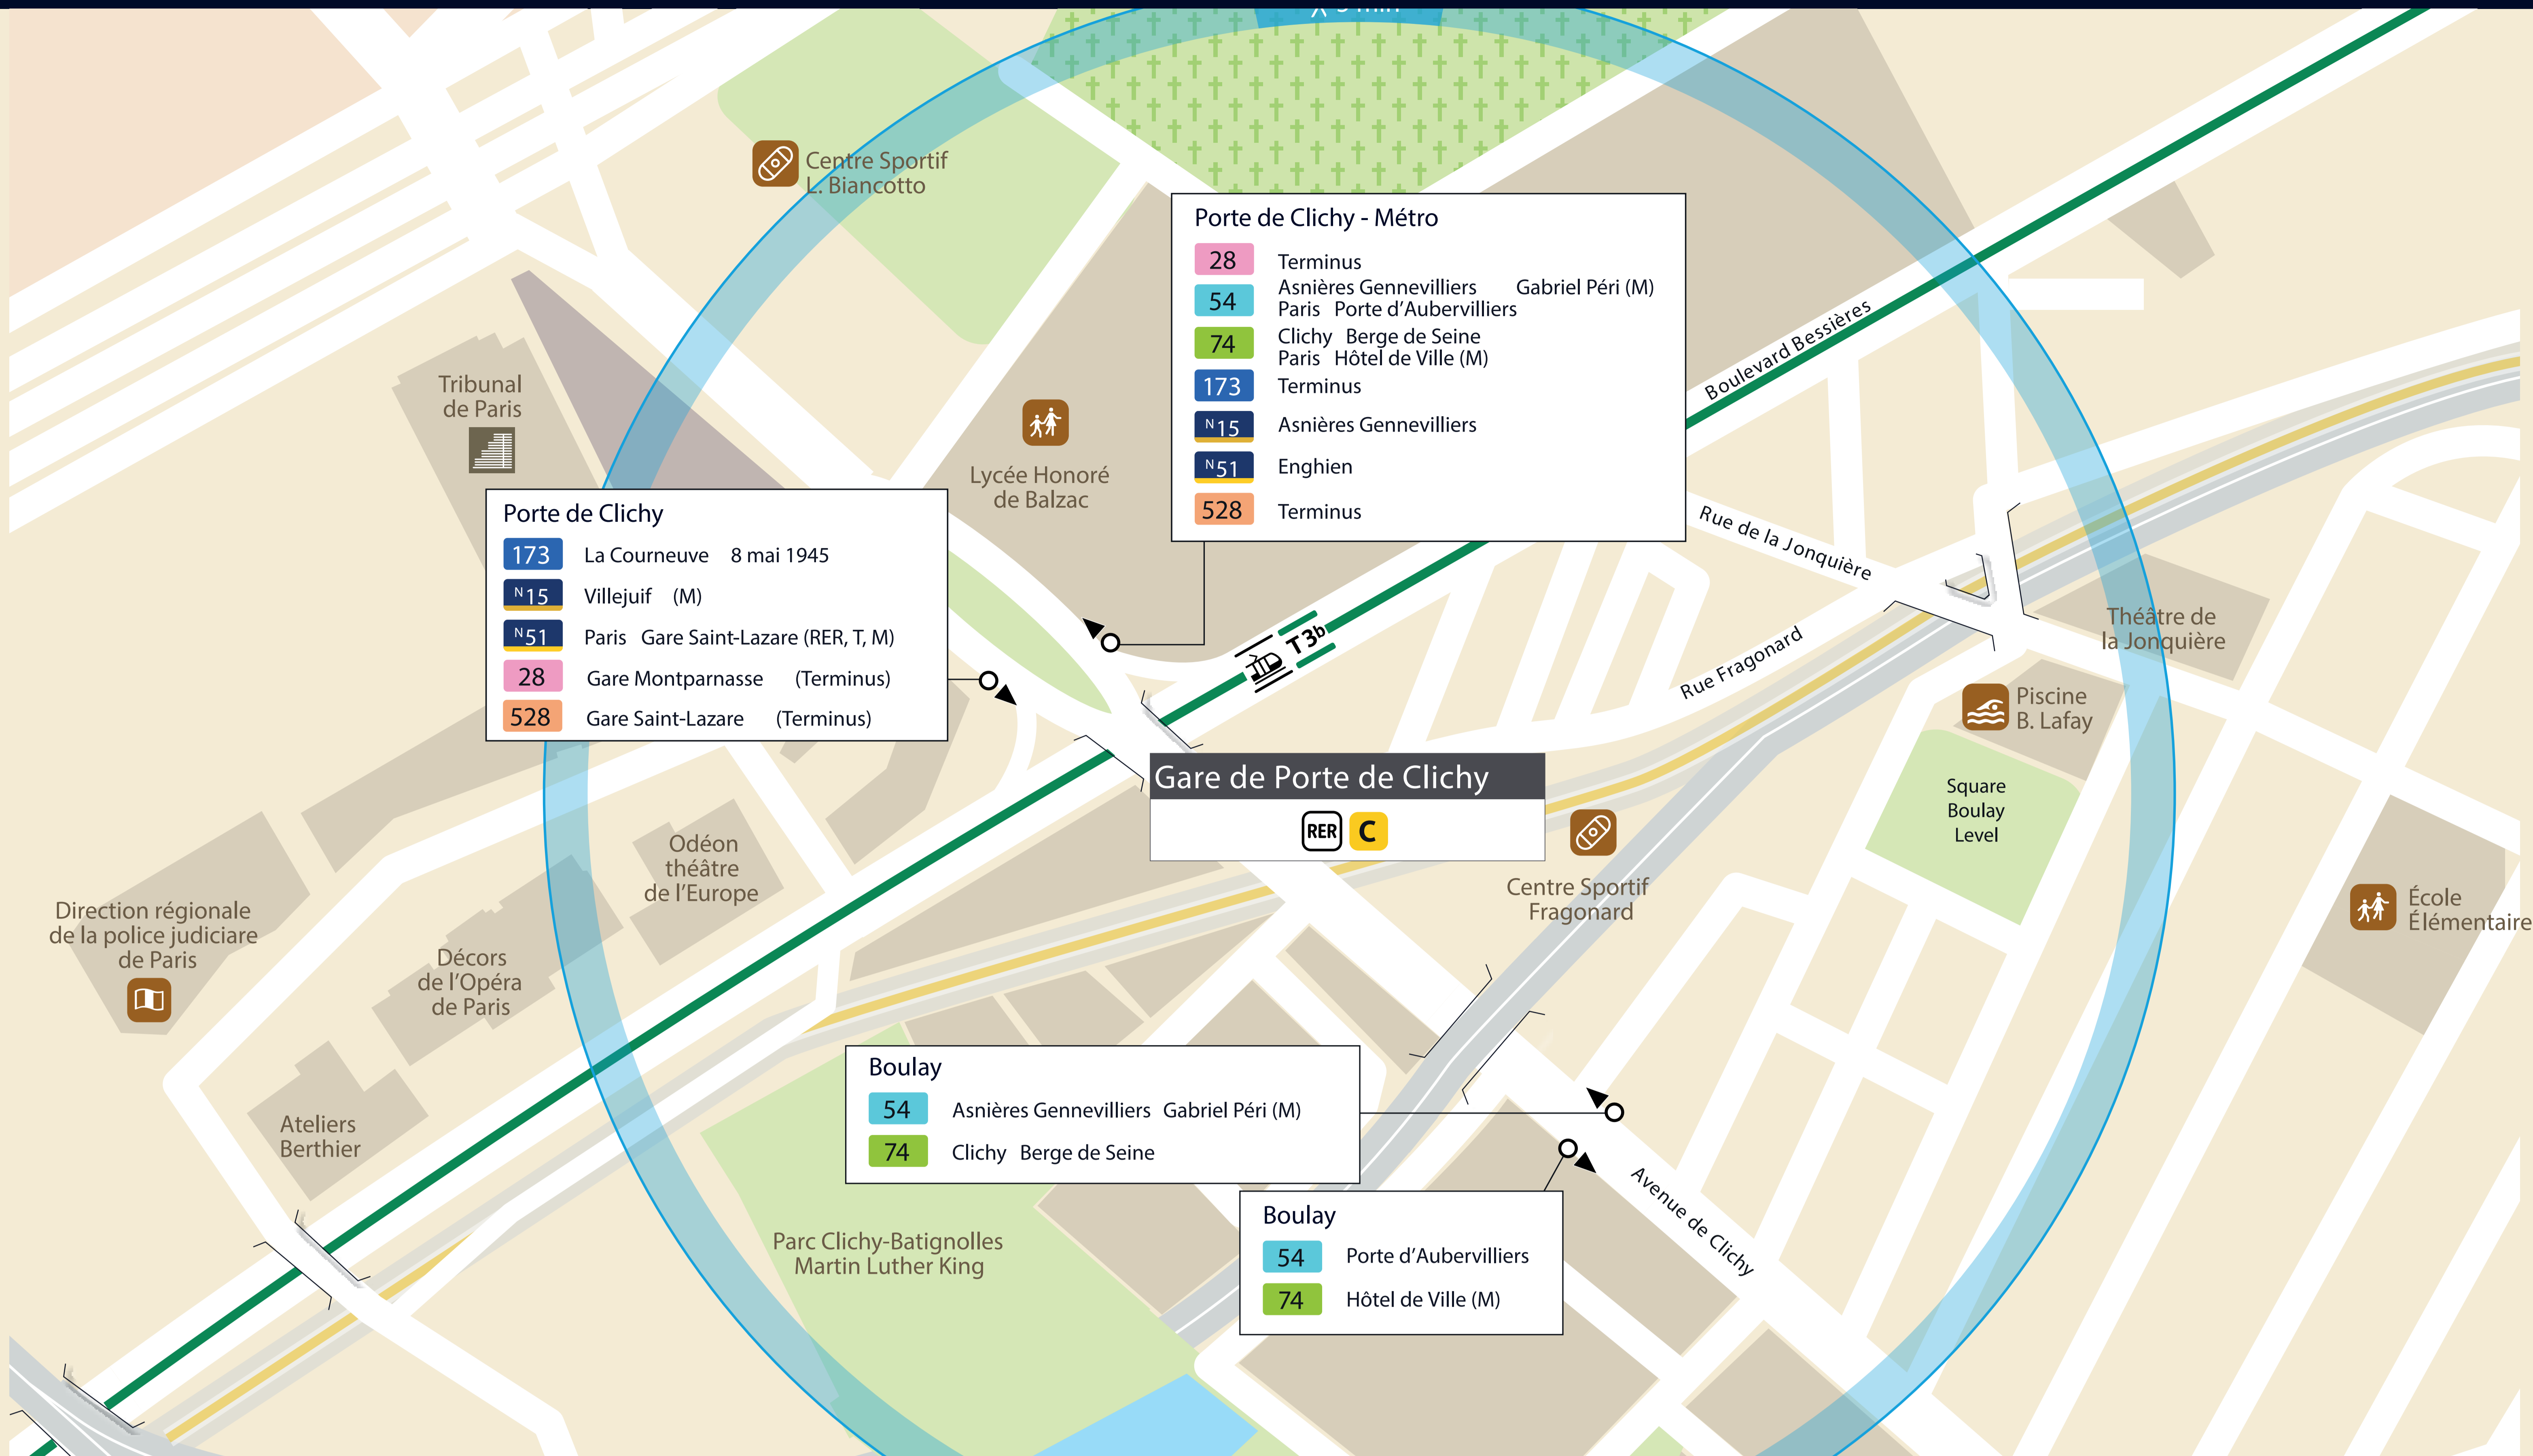 Centre Sportif
L. Biancotto
Porte de Clichy - Métro
28 Terminus
54 Asnières Gennevilliers Gabriel Péri (M)
Paris Porte d'Aubervilliers
74 Clichy Berge de Seine
Paris Hôtel de Ville (M)
173 Terminus
N15 Asnières Gennevilliers
N51 Enghien
528 Terminus
Boulevard Bessières
Tribunal
de Paris
Lycée Honoré
de Balzac
Porte de Clichy
173 La Courneuve 8 mai 1945
N15 Villejuif (M)
N51 Paris Gare Saint-Lazare (RER, T, M)
28 Gare Montparnasse (Terminus)
528 Gare Saint-Lazare (Terminus)
T3b
Rue de la Jonquière
Rue Fragonard
Théâtre de
la Jonquière
Piscine
B. Lafay
Square
Boulay
Level
Gare de Porte de Clichy
RER C
Centre Sportif
Fragonard
École
Élémentaire
Odéon
théâtre
de l'Europe
Direction régionale
de la police judiciare
de Paris
Décors
de l'Opéra
de Paris
Ateliers
Berthier
Boulay
54 Asnières Gennevilliers Gabriel Péri (M)
74 Clichy Berge de Seine
Boulay
54 Porte d'Aubervilliers
74 Hôtel de Ville (M)
Avenue de Clichy
Parc Clichy-Batignolles
Martin Luther King